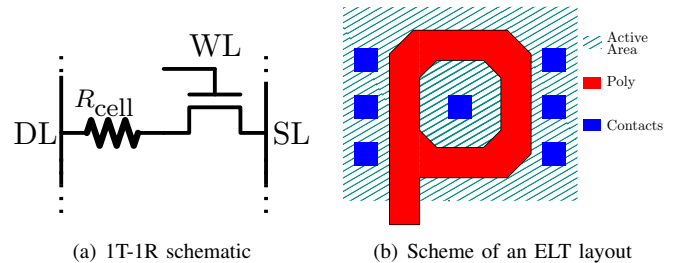 WL
R_cell
DL
SL
(a) 1T-1R schematic
Active
Area
Poly
Contacts
(b) Scheme of an ELT layout